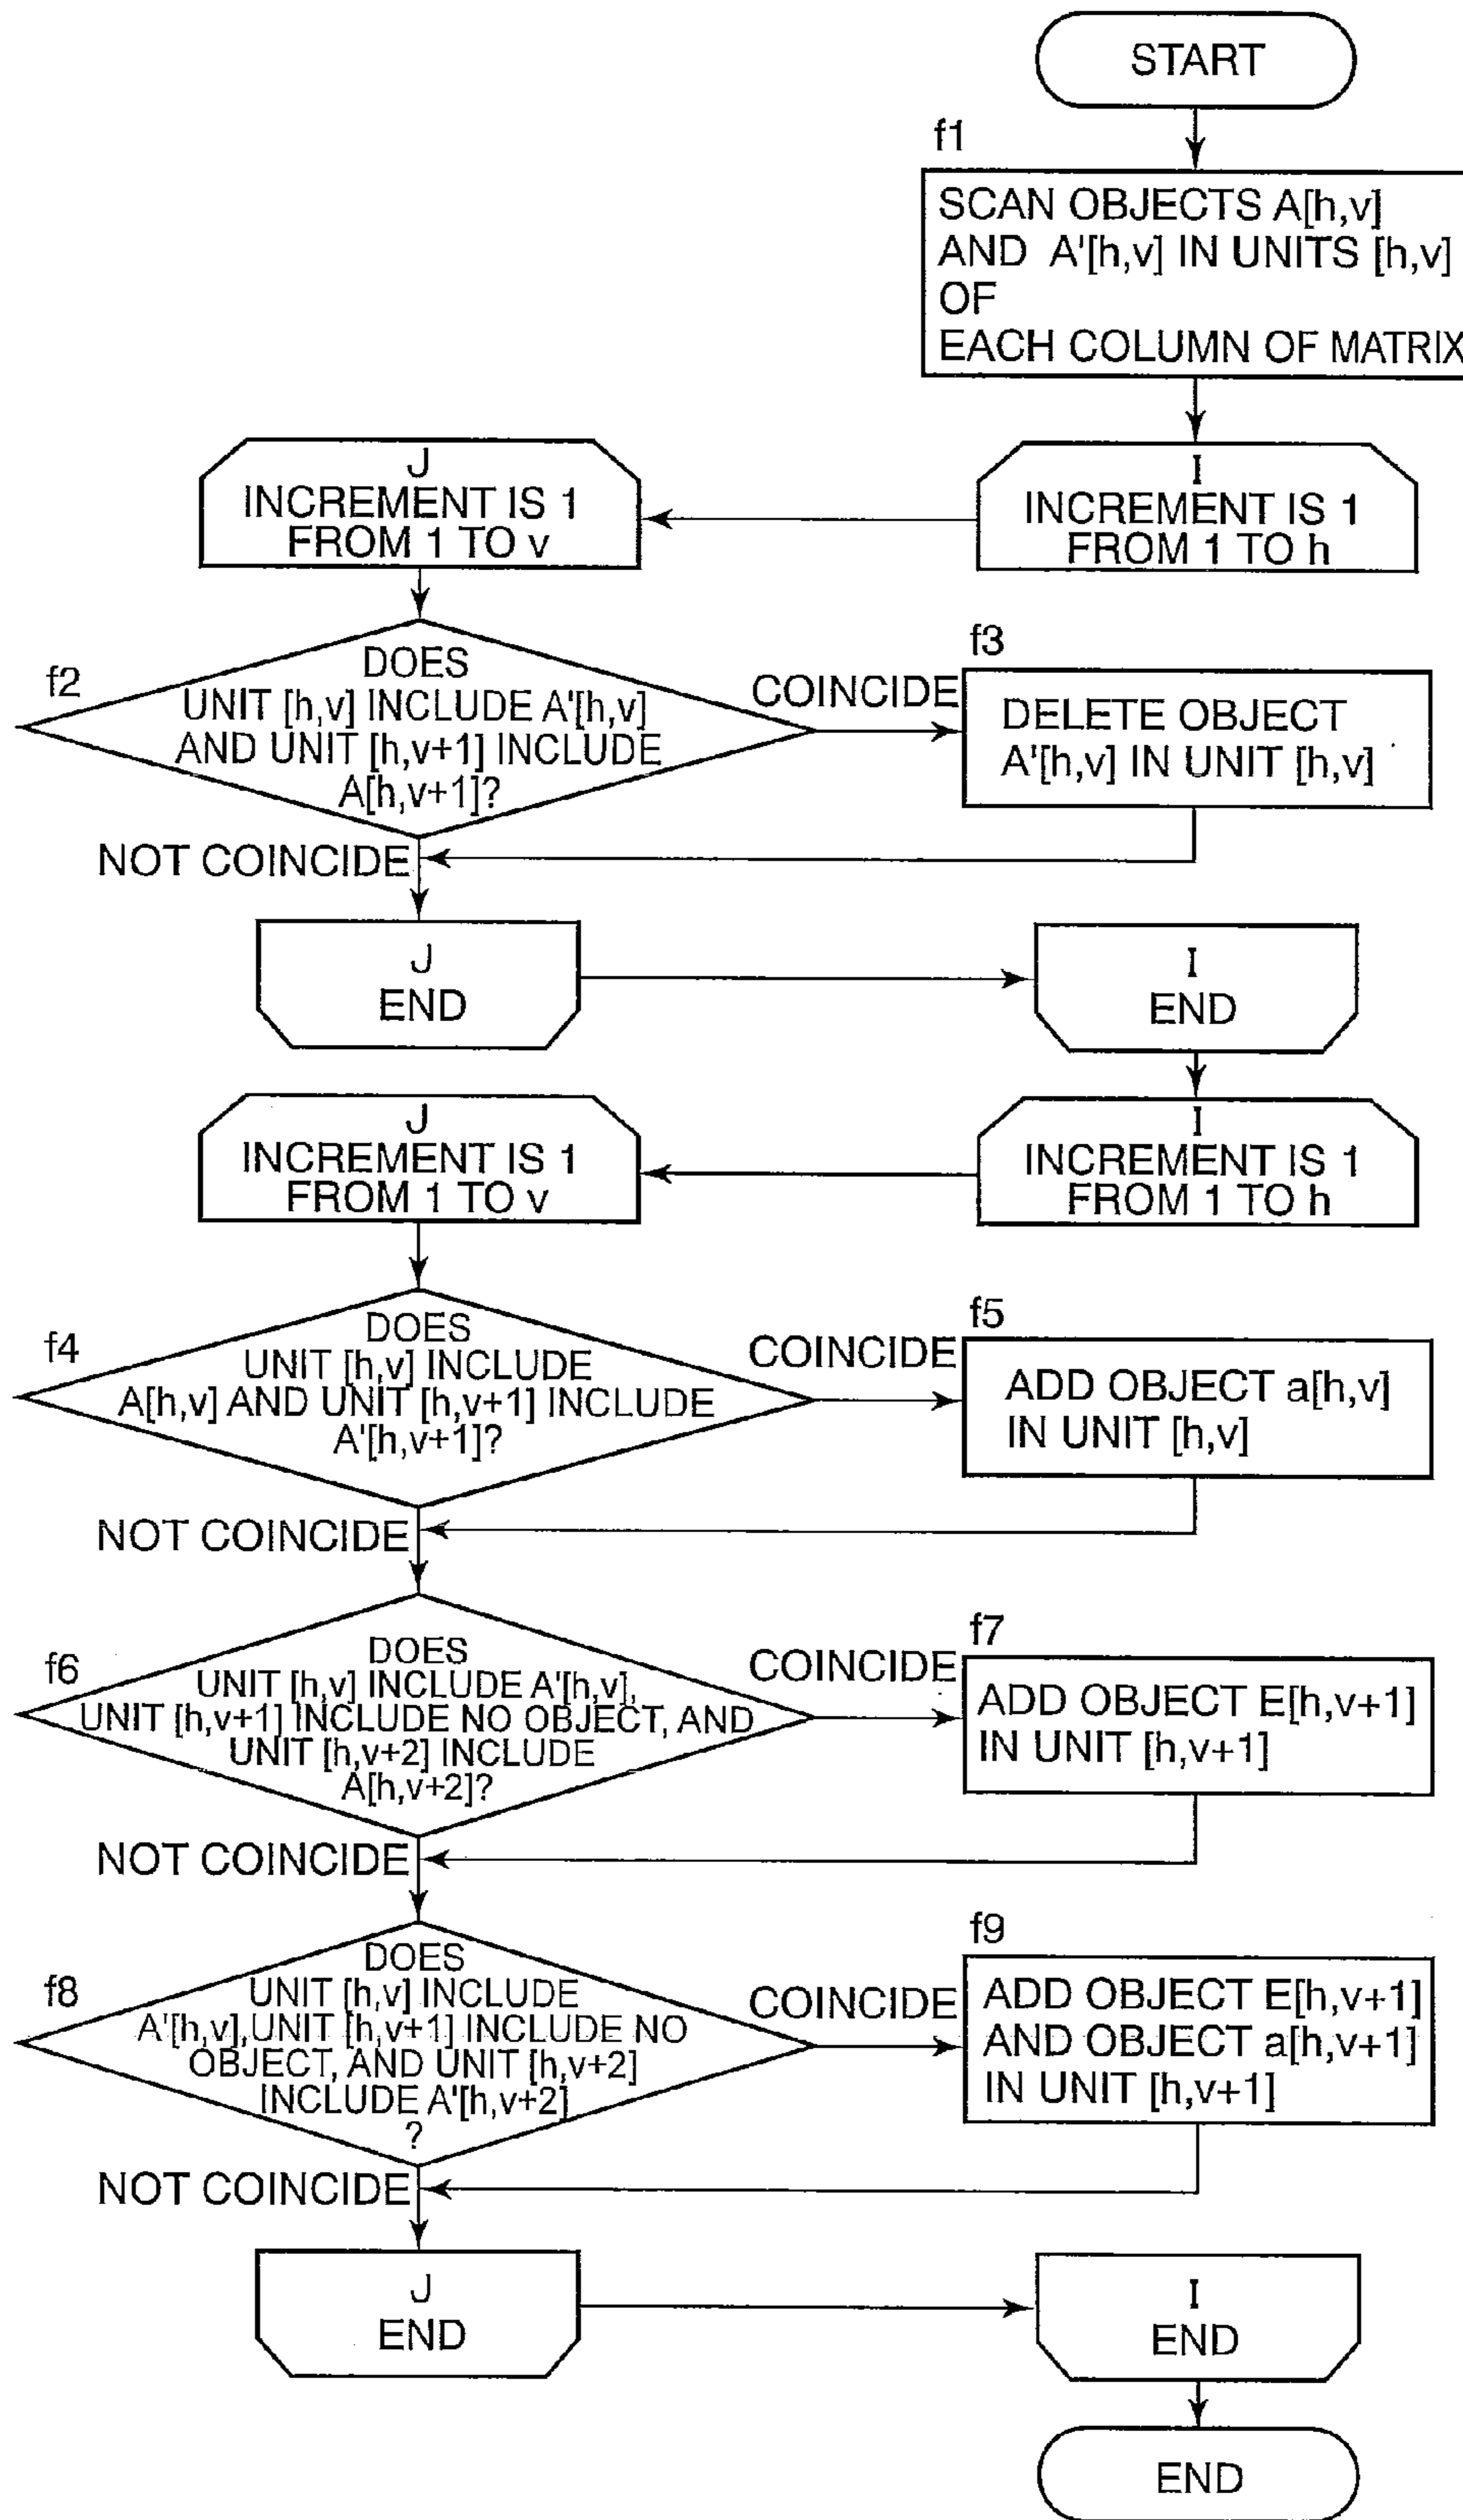 START
f1
SCAN OBJECTS A[h,v]
AND A'[h,v] IN UNITS [h,v]
OF
EACH COLUMN OF MATRIX
I
INCREMENT IS 1
FROM 1 TO h
J
INCREMENT IS 1
FROM 1 TO v
f2
DOES
UNIT [h,v] INCLUDE A'[h,v]
AND UNIT [h,v+1] INCLUDE
A[h,v+1]?
COINCIDE
f3
DELETE OBJECT
A'[h,v] IN UNIT [h,v]
NOT COINCIDE
J
END
I
END
I
INCREMENT IS 1
FROM 1 TO h
J
INCREMENT IS 1
FROM 1 TO v
f4
DOES
UNIT [h,v] INCLUDE
A[h,v] AND UNIT [h,v+1] INCLUDE
A'[h,v+1]?
COINCIDE
f5
ADD OBJECT a[h,v]
IN UNIT [h,v]
NOT COINCIDE
f6
DOES
UNIT [h,v] INCLUDE A'[h,v],
UNIT [h,v+1] INCLUDE NO OBJECT, AND
UNIT [h,v+2] INCLUDE
A[h,v+2]?
COINCIDE
f7
ADD OBJECT E[h,v+1]
IN UNIT [h,v+1]
NOT COINCIDE
f8
DOES
UNIT [h,v] INCLUDE
A'[h,v],UNIT [h,v+1] INCLUDE NO
OBJECT, AND UNIT [h,v+2]
INCLUDE A'[h,v+2]
?
COINCIDE
f9
ADD OBJECT E[h,v+1]
AND OBJECT a[h,v+1]
IN UNIT [h,v+1]
NOT COINCIDE
J
END
I
END
END